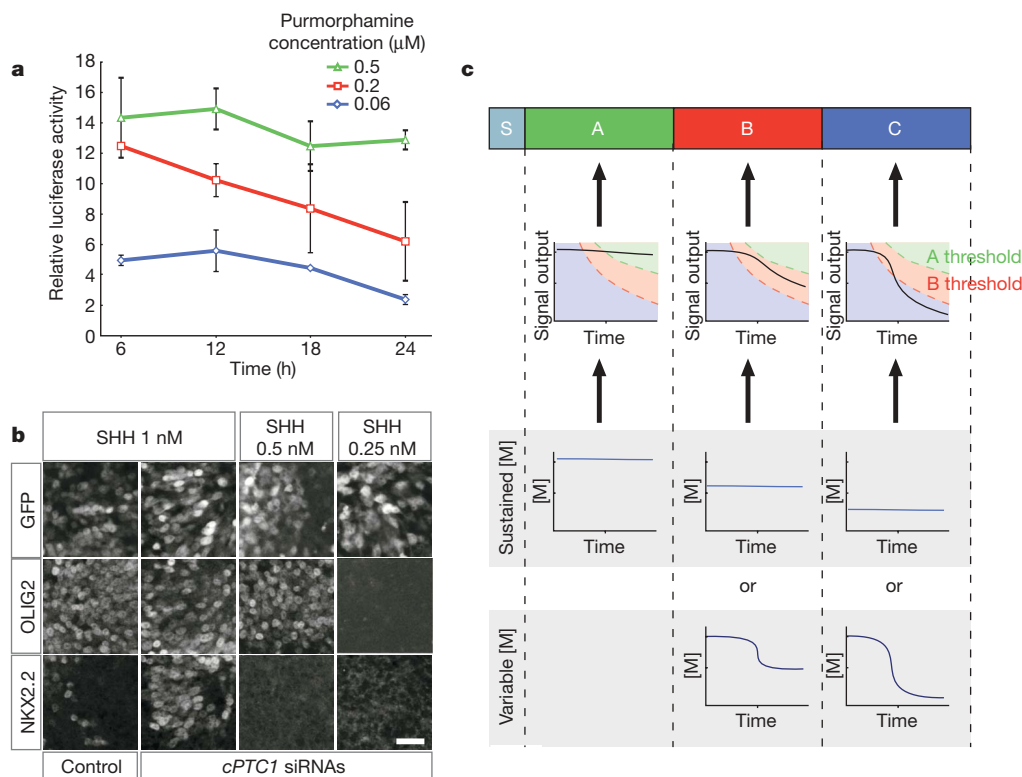 a
Purmorphamine
concentration (μM)
0.5
0.2
0.06
Relative luciferase activity
18
16
14
12
10
8
6
4
2
0
6
12
18
24
Time (h)
b
SHH 1 nM
SHH
0.5 nM
SHH
0.25 nM
GFP
OLIG2
NKX2.2
Control
cPTC1 siRNAs
c
S
A
B
C
Signal output
Time
Signal output
Time
Signal output
Time
A threshold
B threshold
Sustained [M]
[M]
Time
[M]
Time
[M]
Time
or
or
Variable [M]
[M]
Time
[M]
Time